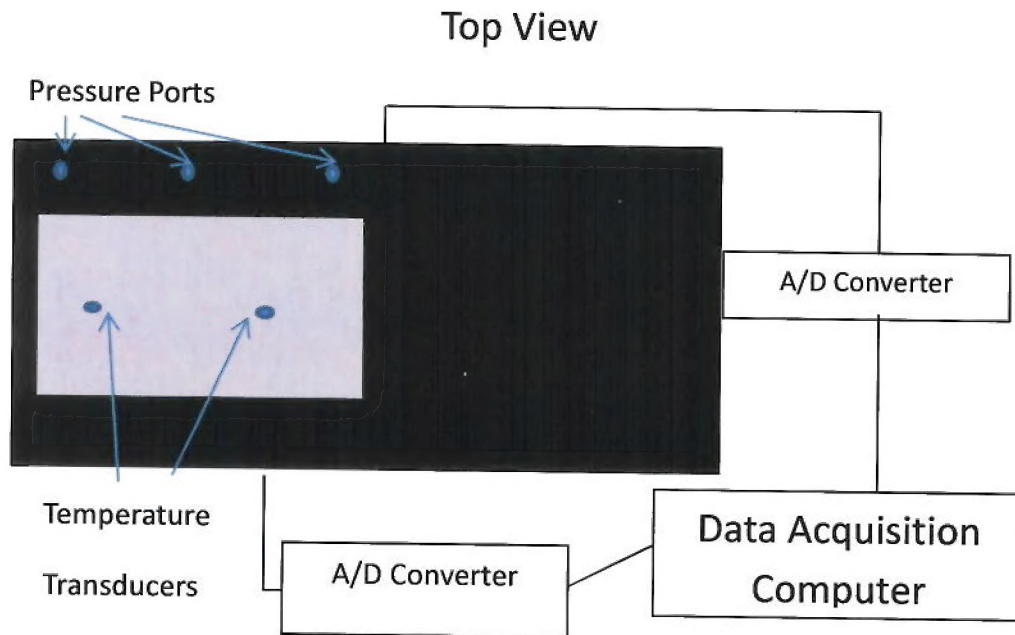 Top View
Pressure Ports
A/D Converter
Temperature
Transducers
A/D Converter
Data Acquisition
Computer